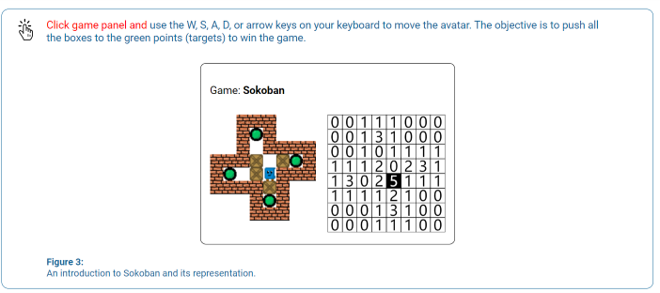 Click game panel and use the W, S, A, D, or arrow keys on your keyboard to move the avatar. The objective is to push all
the boxes to the green points (targets) to win the game.
Game: Sokoban
0 0 1 1 1 0 0 0
0 0 1 3 1 0 0 0
0 0 1 0 1 1 1 1
1 1 1 2 0 2 3 1
1 3 0 2 5 1 1 1
1 1 1 1 2 1 0 0
0 0 0 1 3 1 0 0
0 0 0 1 1 1 0 0
Figure 3:
An introduction to Sokoban and its representation.